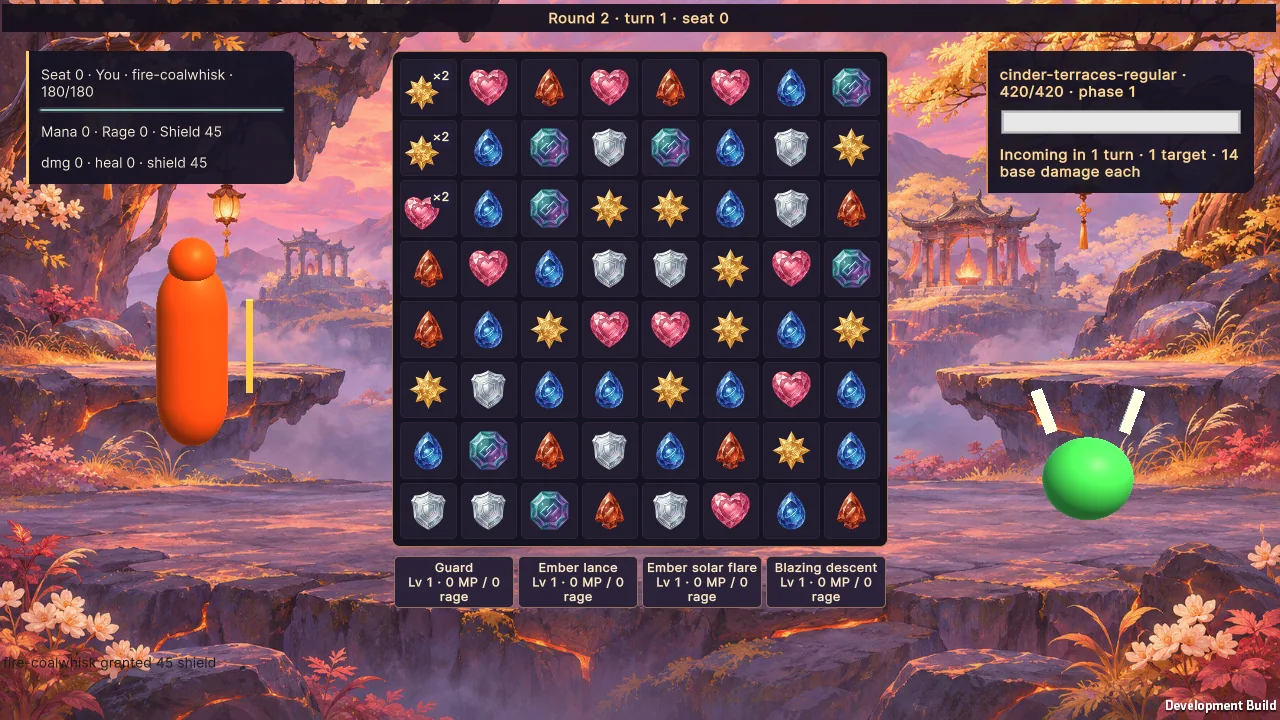 Round 2 · turn 1 · seat 0
Seat 0 · You · fire-coalwhisk ·
180/180
Mana 0 · Rage 0 · Shield 45
dmg 0 · heal 0 · shield 45
cinder-terraces-regular ·
420/420 · phase 1
Incoming in 1 turn · 1 target · 14
base damage each
×2
×2
×2
Guard
Lv 1 · 0 MP / 0
rage
Ember lance
Lv 1 · 0 MP / 0
rage
Ember solar flare
Lv 1 · 0 MP / 0
rage
Blazing descent
Lv 1 · 0 MP / 0
rage
fire-coalwhisk granted 45 shield
Development Build